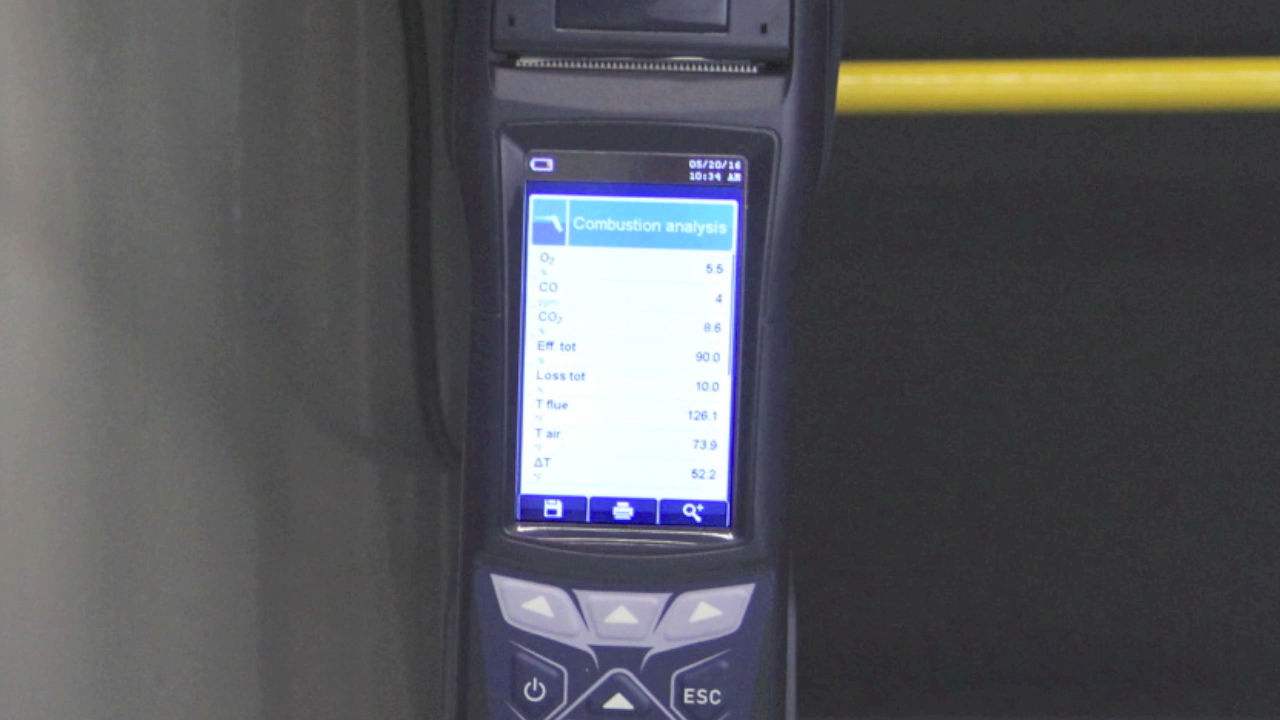 05/20/16
10:34 AM
Combustion analysis
O₂ 5.5
%
CO 4
ppm
CO₂ 8.6
%
Eff. tot 90.0
%
Loss tot 10.0
%
T flue 126.1
T air 73.9
ΔT 52.2
ESC